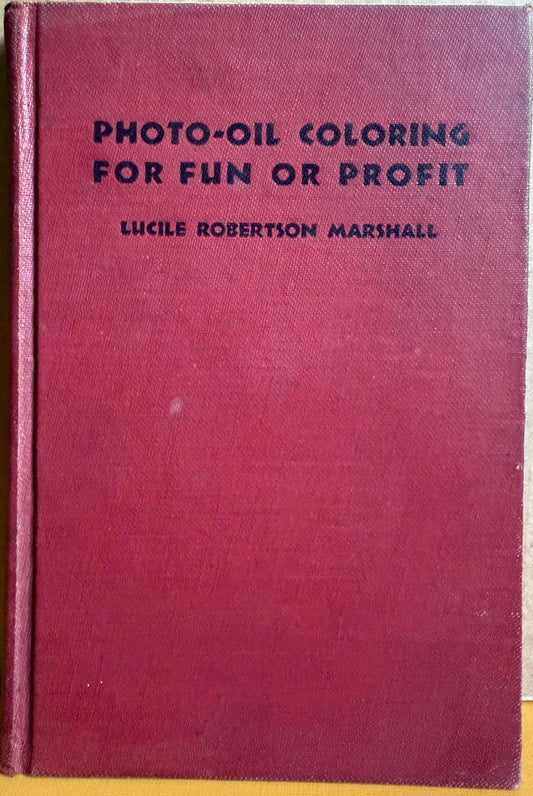 PHOTO-OIL COLORING
FOR FUN OR PROFIT
LUCILE ROBERTSON MARSHALL